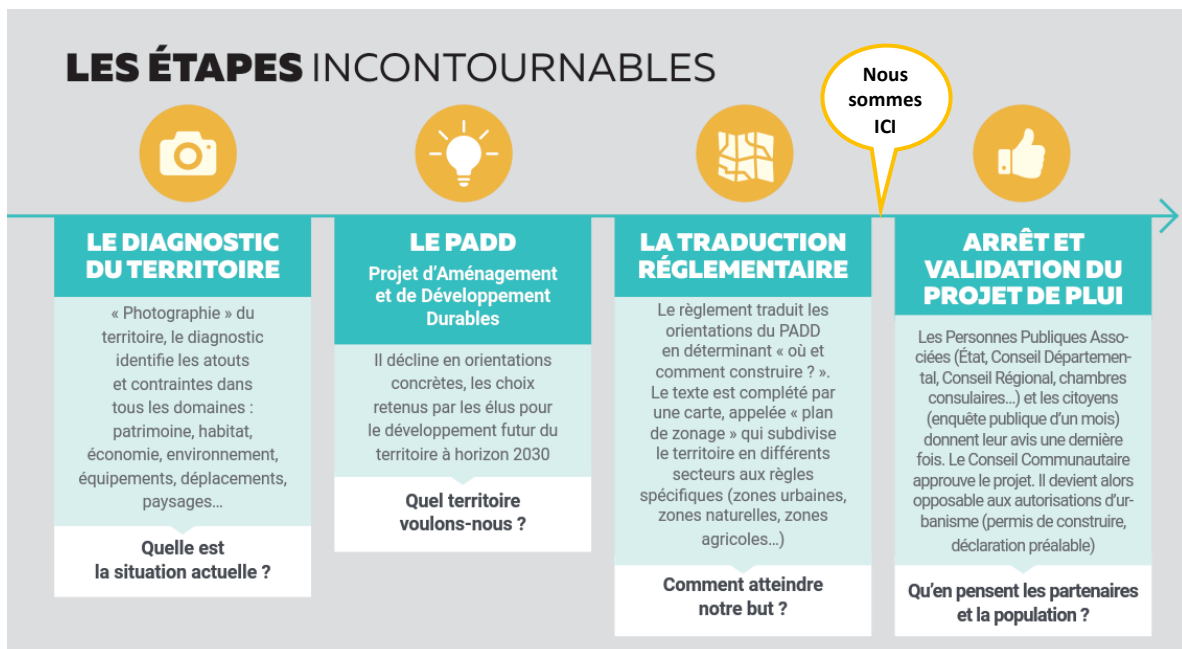 LES ÉTAPES INCONTOURNABLES
Nous
sommes
ICI
LE DIAGNOSTIC
DU TERRITOIRE
« Photographie » du
territoire, le diagnostic
identifie les atouts
et contraintes dans
tous les domaines :
patrimoine, habitat,
économie, environnement,
équipements, déplacements,
paysages...
Quelle est
la situation actuelle ?
LE PADD
Projet d'Aménagement
et de Développement
Durables
Il décline en orientations
concrètes, les choix
retenus par les élus pour
le développement futur du
territoire à horizon 2030
Quel territoire
voulons-nous ?
LA TRADUCTION
RÉGLEMENTAIRE
Le règlement traduit les
orientations du PADD
en déterminant « où et
comment construire ? ».
Le texte est complété par
une carte, appelée « plan
de zonage » qui subdivise
le territoire en différents
secteurs aux règles
spécifiques (zones urbaines,
zones naturelles, zones
agricoles...)
Comment atteindre
notre but ?
ARRÊT ET
VALIDATION DU
PROJET DE PLUI
Les Personnes Publiques Asso-
ciées (État, Conseil Départemen-
tal, Conseil Régional, chambres
consulaires...) et les citoyens
(enquête publique d'un mois)
donnent leur avis une dernière
fois. Le Conseil Communautaire
approuve le projet. Il devient alors
opposable aux autorisations d'ur-
banisme (permis de construire,
déclaration préalable)
Qu'en pensent les partenaires
et la population ?